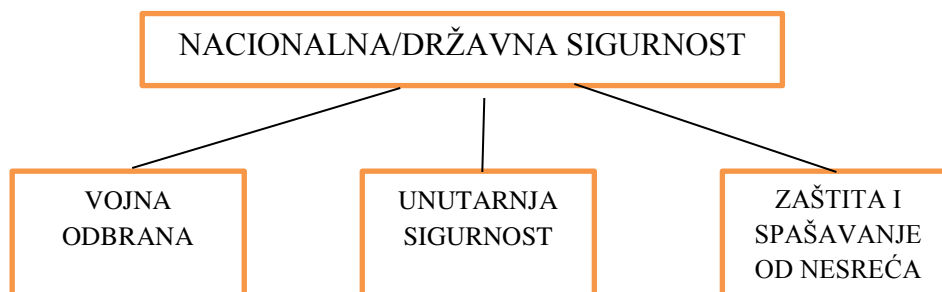 NACIONALNA/DRŽAVNA SIGURNOST
VOJNA
ODBRANA
UNUTARNJA
SIGURNOST
ZAŠTITA I
SPAŠAVANJE
OD NESREĆA